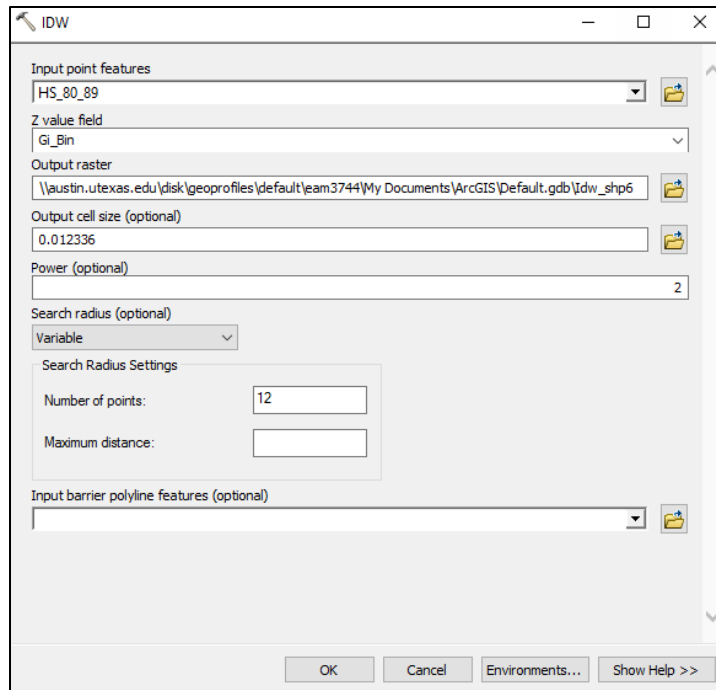 IDW
Input point features
HS_80_89
Z value field
Gi_Bin
Output raster
\\austin.utexas.edu\disk\geoprofiles\default\eam3744\My Documents\ArcGIS\Default.gdb\Idw_shp6
Output cell size (optional)
0.012336
Power (optional)
2
Search radius (optional)
Variable
Search Radius Settings
Number of points:
12
Maximum distance:
Input barrier polyline features (optional)
OK Cancel Environments... Show Help >>